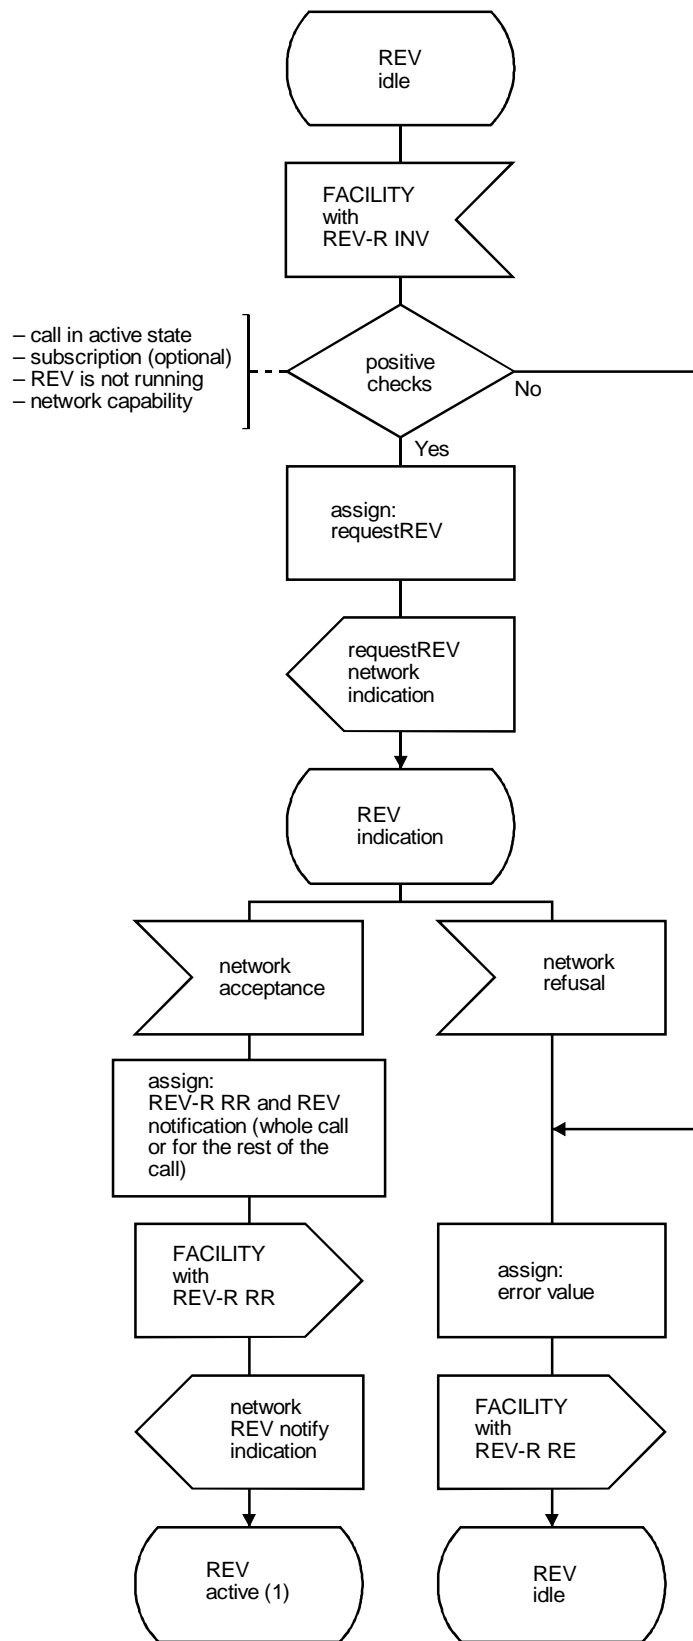 REV
idle
FACILITY
with
REV-R INV
– call in active state
– subscription (optional)
– REV is not running
– network capability
positive
checks
No
Yes
assign:
requestREV
requestREV
network
indication
REV
indication
network
acceptance
network
refusal
assign:
REV-R RR and REV
notification (whole call
or for the rest of the
call)
FACILITY
with
REV-R RR
assign:
error value
network
REV notify
indication
FACILITY
with
REV-R RE
REV
active (1)
REV
idle